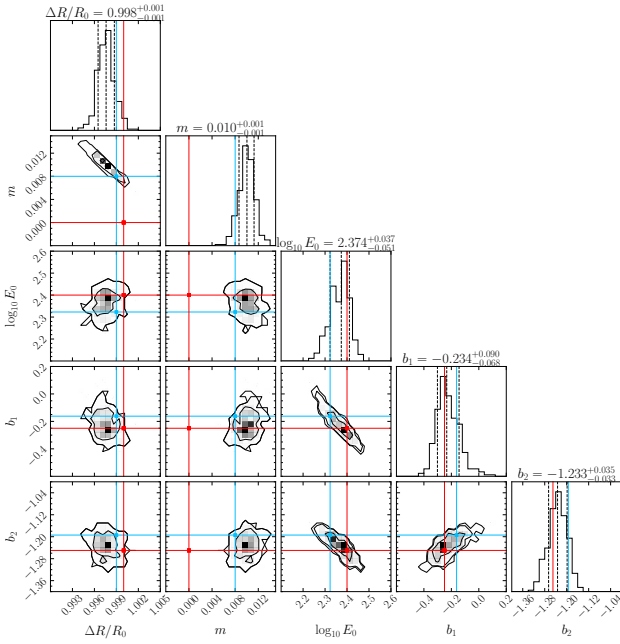 ΔR/R₀ = 0.998⁺⁰·⁰⁰¹₋₀.₀₀₁
m = 0.010⁺⁰·⁰⁰¹₋₀.₀₀₁
0.012
0.008
0.004
0.000
m
log₁₀ E₀ = 2.374⁺⁰·⁰³⁷₋₀.₀₅₁
2.6
2.5
2.4
2.3
2.2
log₁₀ E₀
b₁ = −0.234⁺⁰·⁰⁹⁰₋₀.₀₆₈
0.2
0.0
−0.2
−0.4
b₁
b₂ = −1.233⁺⁰·⁰³⁵₋₀.₀₃₃
−1.04
−1.12
−1.20
−1.28
−1.36
b₂
0.993 0.996 0.999 1.002 1.005
0.000 0.004 0.008 0.012
2.2 2.3 2.4 2.5 2.6
−0.4 −0.2 0.0 0.2
−1.36 −1.28 −1.20 −1.12 −1.04
ΔR/R₀ m log₁₀ E₀ b₁ b₂